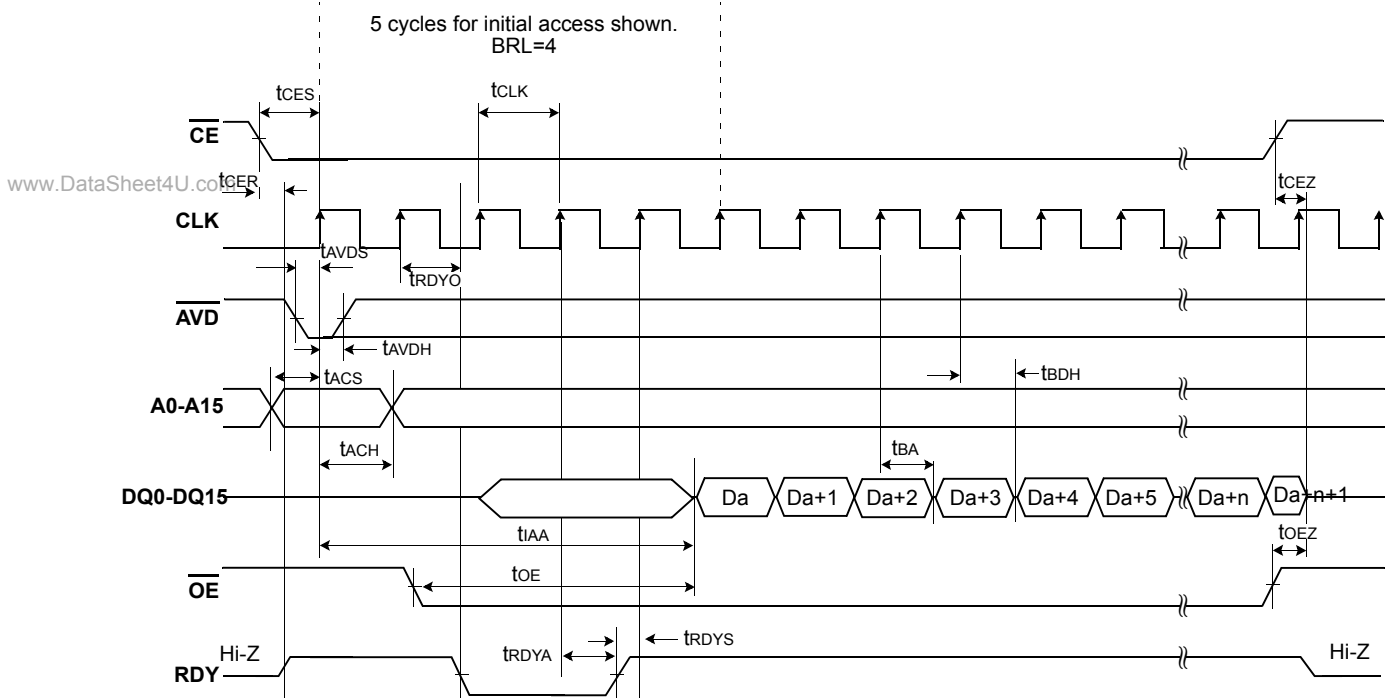 5 cycles for initial access shown.
BRL=4
tCES
tCLK
CE
www.DataSheet4U.com
tCER
tCEZ
CLK
tAVDS
tRDYO
AVD
tAVDH
tACS
tBDH
A0-A15
tACH
tBA
DQ0-DQ15
Da
Da+1
Da+2
Da+3
Da+4
Da+5
Da+n
Da+n+1
tIAA
tOEZ
tOE
OE
tRDYS
Hi-Z
tRDYA
Hi-Z
RDY